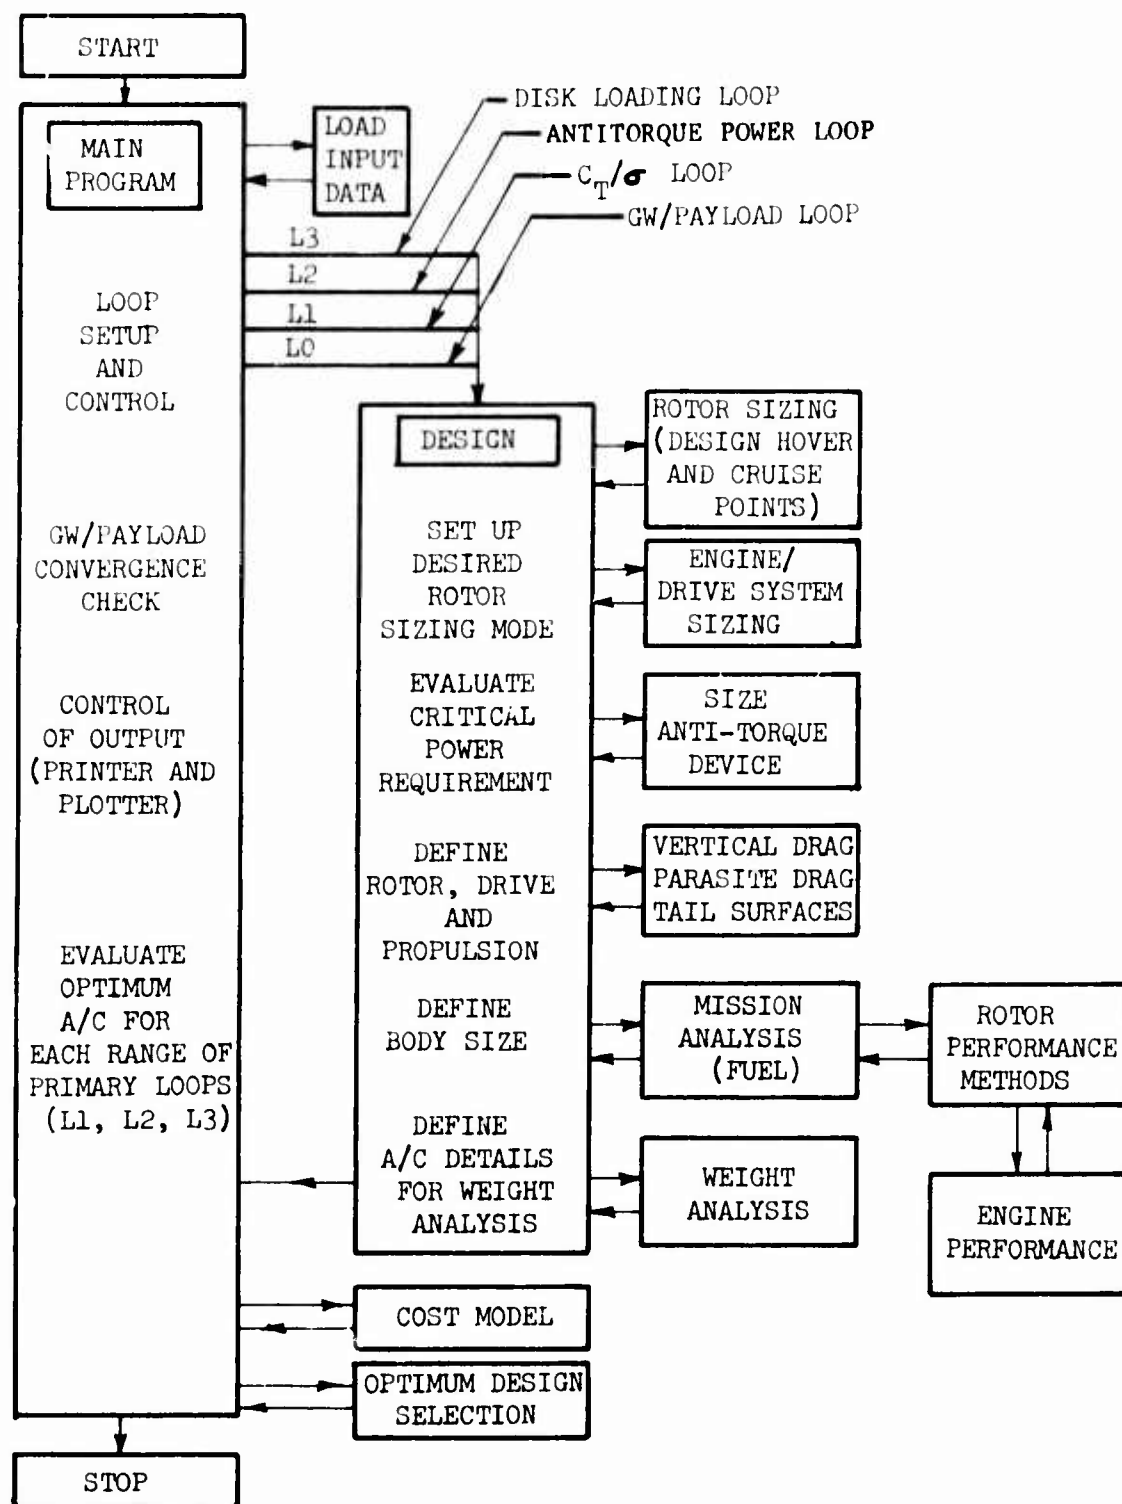 START
MAIN
PROGRAM
LOAD
INPUT
DATA
DISK LOADING LOOP
ANTITORQUE POWER LOOP
C_T/σ LOOP
GW/PAYLOAD LOOP
L3
L2
L1
L0
LOOP
SETUP
AND
CONTROL
GW/PAYLOAD
CONVERGENCE
CHECK
CONTROL
OF OUTPUT
(PRINTER AND
PLOTTER)
EVALUATE
OPTIMUM
A/C FOR
EACH RANGE OF
PRIMARY LOOPS
(L1, L2, L3)
DESIGN
SET UP
DESIRED
ROTOR
SIZING MODE
EVALUATE
CRITICAL
POWER
REQUIREMENT
DEFINE
ROTOR, DRIVE
AND
PROPULSION
DEFINE
BODY SIZE
DEFINE
A/C DETAILS
FOR WEIGHT
ANALYSIS
ROTOR SIZING
(DESIGN HOVER
AND CRUISE
POINTS)
ENGINE/
DRIVE SYSTEM
SIZING
SIZE
ANTI-TORQUE
DEVICE
VERTICAL DRAG
PARASITE DRAG
TAIL SURFACES
MISSION
ANALYSIS
(FUEL)
ROTOR
PERFORMANCE
METHODS
WEIGHT
ANALYSIS
ENGINE
PERFORMANCE
COST MODEL
OPTIMUM DESIGN
SELECTION
STOP